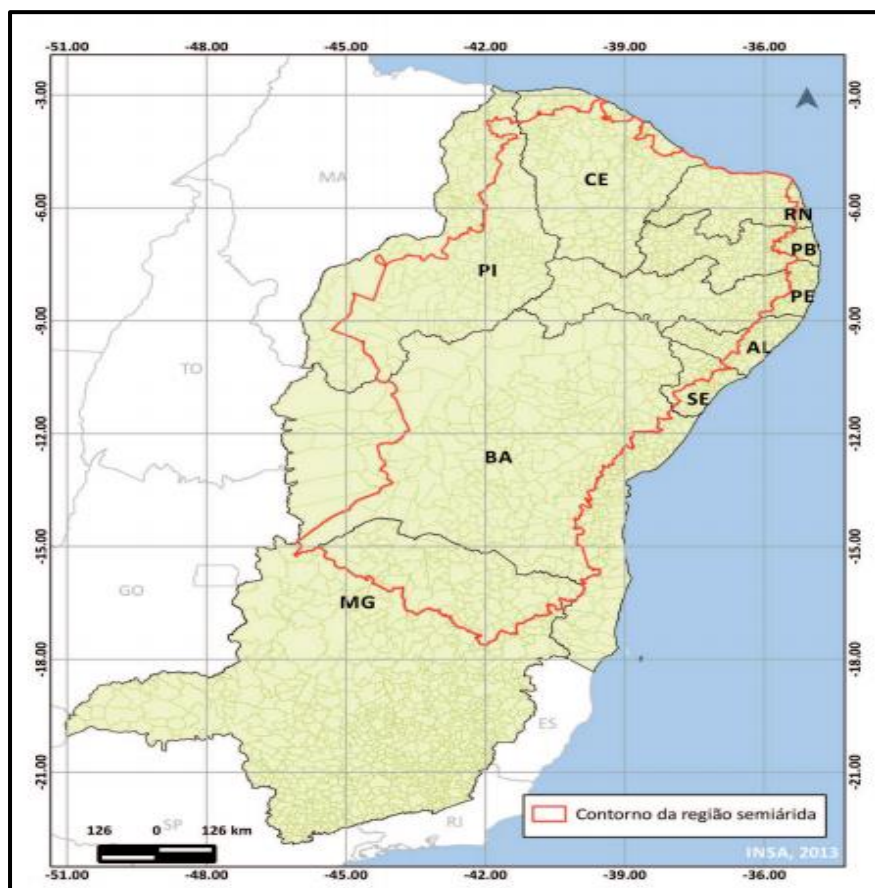 -51.00 -48.00 -45.00 -42.00 -39.00 -36.00
-3.00 -3.00
MA
CE
-6.00 -6.00
RN
PB
PI
PE
-9.00 -9.00
AL
TO
SE
-12.00 -12.00
BA
-15.00 -15.00
GO
MG
-18.00 -18.00
ES
-21.00 -21.00
Contorno da região semiárida
126 0 126 km
SP
RJ
INSA, 2013
-51.00 -48.00 -45.00 -42.00 -39.00 -36.00